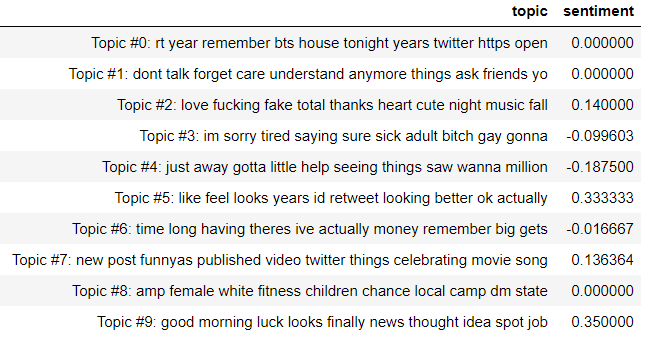 topic sentiment
Topic #0: rt year remember bts house tonight years twitter https open 0.000000
Topic #1: dont talk forget care understand anymore things ask friends yo 0.000000
Topic #2: love fucking fake total thanks heart cute night music fall 0.140000
Topic #3: im sorry tired saying sure sick adult bitch gay gonna -0.099603
Topic #4: just away gotta little help seeing things saw wanna million -0.187500
Topic #5: like feel looks years id retweet looking better ok actually 0.333333
Topic #6: time long having theres ive actually money remember big gets -0.016667
Topic #7: new post funnyas published video twitter things celebrating movie song 0.136364
Topic #8: amp female white fitness children chance local camp dm state 0.000000
Topic #9: good morning luck looks finally news thought idea spot job 0.350000